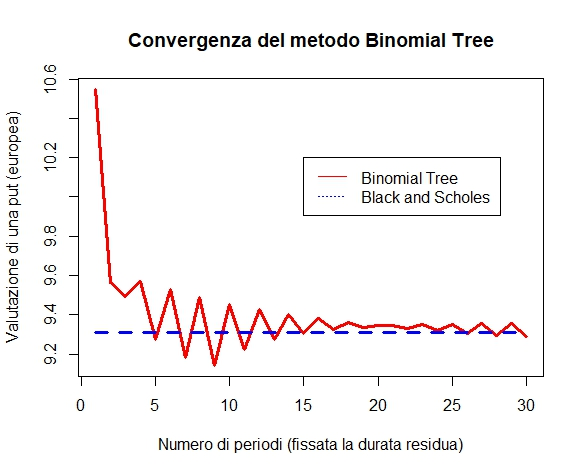 Convergenza del metodo Binomial Tree
Valutazione di una put (europea)
10.6
10.2
9.8
9.6
9.4
9.2
Binomial Tree
Black and Scholes
0 5 10 15 20 25 30
Numero di periodi (fissata la durata residua)